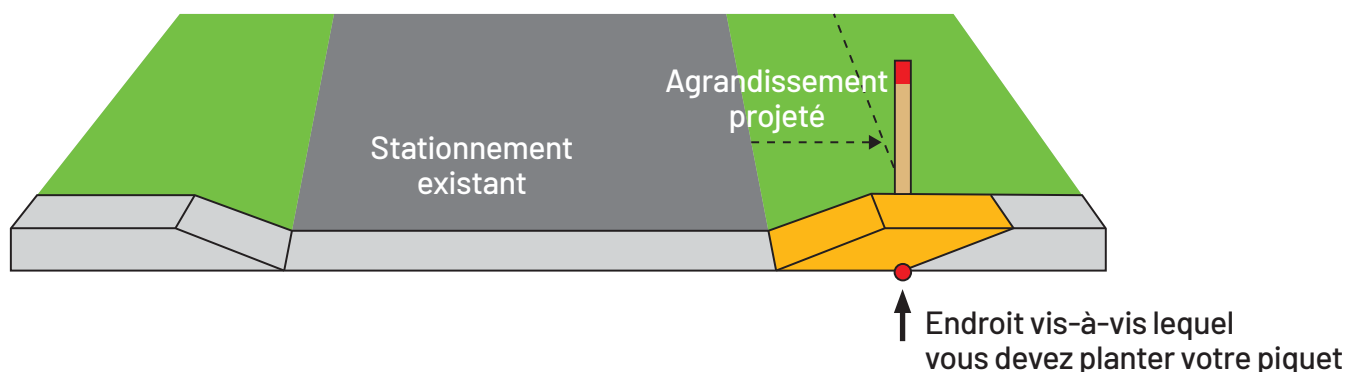 Agrandissement
projeté
Stationnement
existant
Endroit vis-à-vis lequel
vous devez planter votre piquet